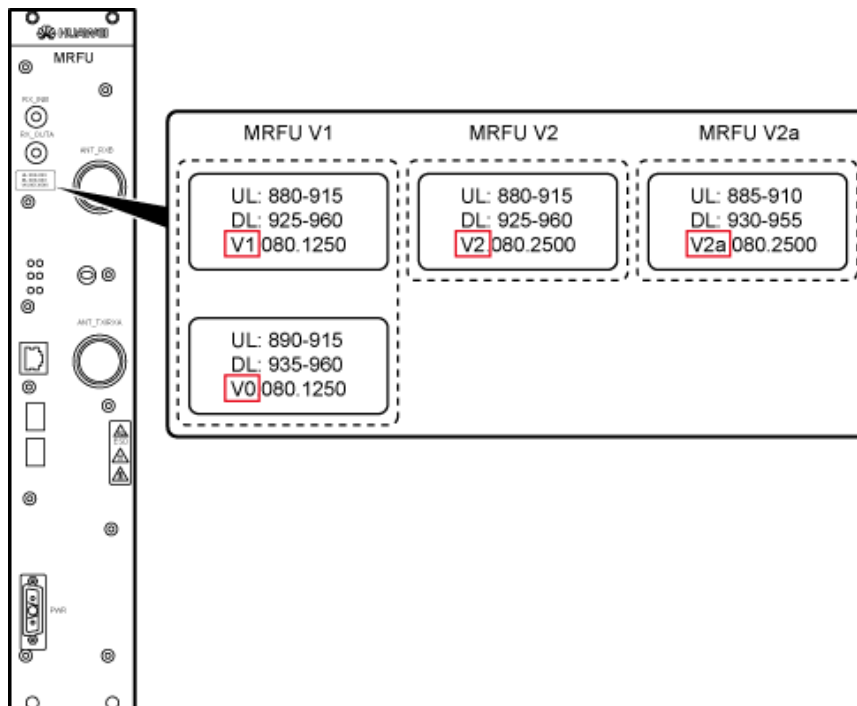 HUAWEI
MRFU
RX_INB
RX_OUTA
ANT_RXB
ANT_TX/RXA
ESD
PWR
MRFU V1
UL: 880-915
DL: 925-960
V1 080.1250
UL: 890-915
DL: 935-960
V0 080.1250
MRFU V2
UL: 880-915
DL: 925-960
V2 080.2500
MRFU V2a
UL: 885-910
DL: 930-955
V2a 080.2500